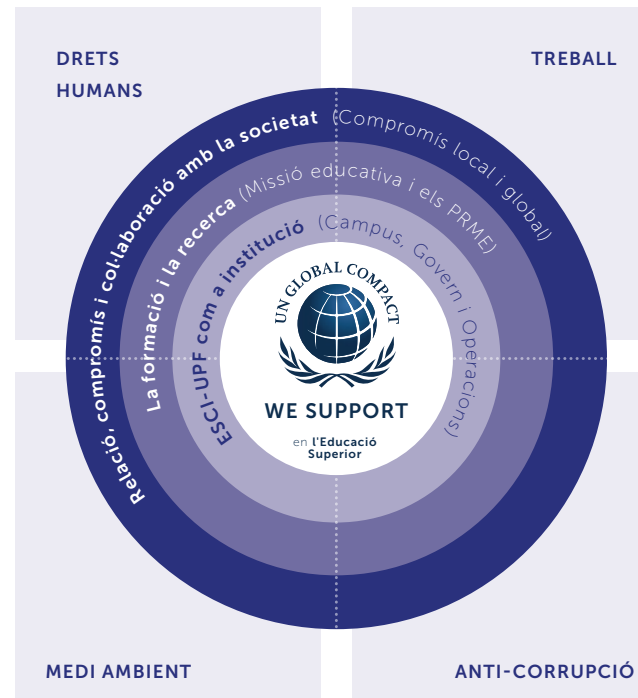 DRETS
HUMANS
TREBALL
Relació, compromís i col·laboració amb la societat (Compromís local i global)
La formació i la recerca (Missió educativa i els PRME)
ESCI-UPF com a institució (Campus, Govern i Operacions)
UN GLOBAL COMPACT
WE SUPPORT
en l'Educació
Superior
MEDI AMBIENT
ANTI-CORRUPCIÓ